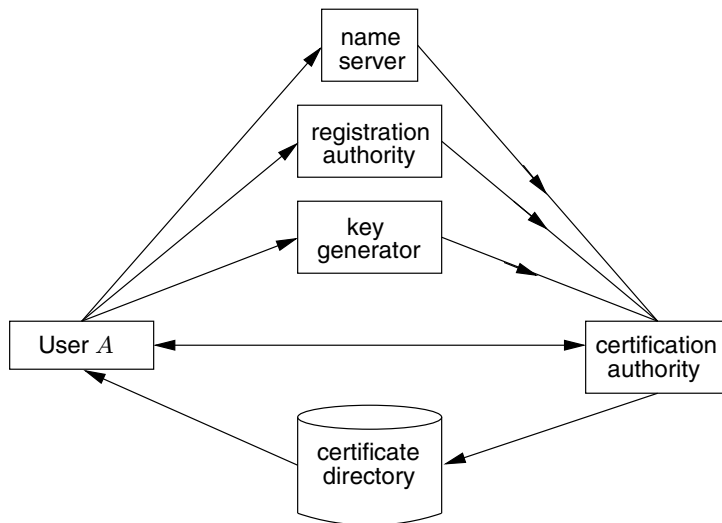 name
server
registration
authority
key
generator
User A
certification
authority
certificate
directory